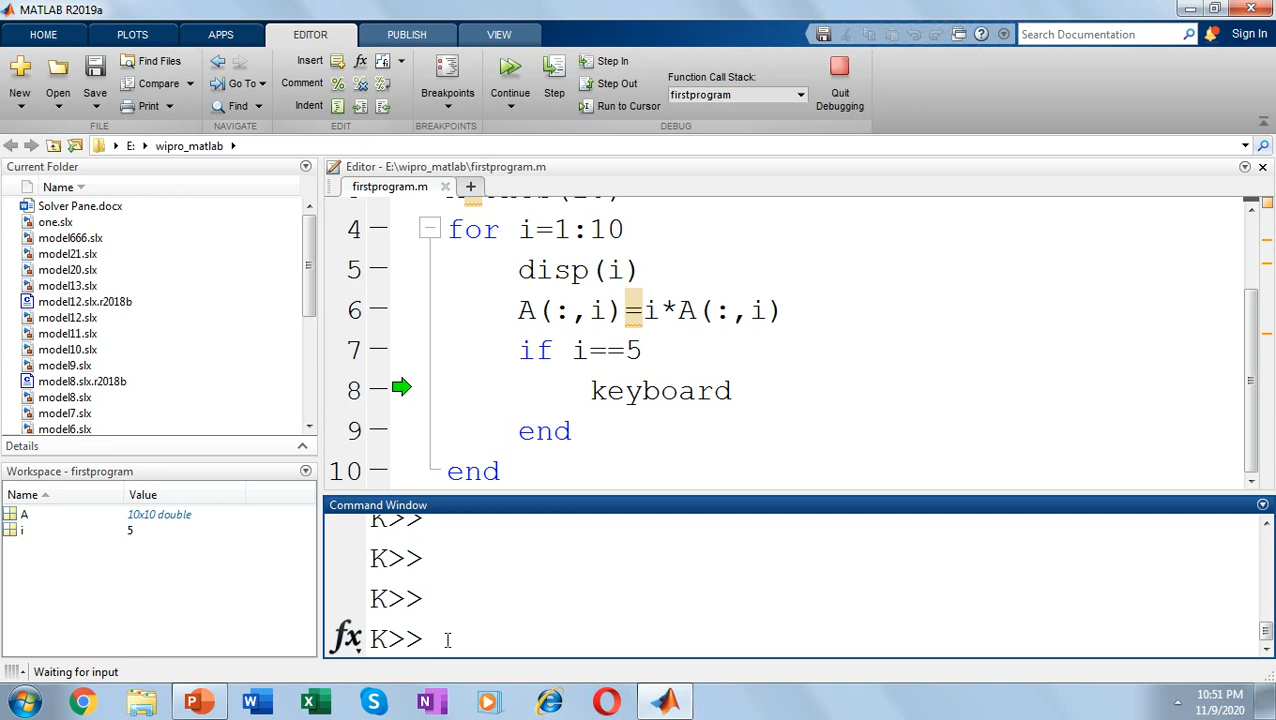 MATLAB R2019a
HOME PLOTS APPS EDITOR PUBLISH VIEW Search Documentation Sign In
New Open Save Find Files Compare Print
Go To Find
Insert fx Comment Indent
Breakpoints
Continue Step Step In Step Out Run to Cursor
Function Call Stack:
firstprogram
Quit Debugging
FILE NAVIGATE EDIT BREAKPOINTS DEBUG
E: wipro_matlab
Current Folder
Name
Solver Pane.docx
one.slx
model666.slx
model21.slx
model20.slx
model13.slx
model12.slx.r2018b
model12.slx
model11.slx
model10.slx
model9.slx
model8.slx.r2018b
model8.slx
model7.slx
model6.slx
Details
Workspace - firstprogram
Name Value
A 10x10 double
i 5
Editor - E:\wipro_matlab\firstprogram.m
firstprogram.m
4 for i=1:10
5 disp(i)
6 A(:,i)=i*A(:,i)
7 if i==5
8 keyboard
9 end
10 end
Command Window
K>>
K>>
K>>
fx K>>
Waiting for input
10:51 PM
11/9/2020